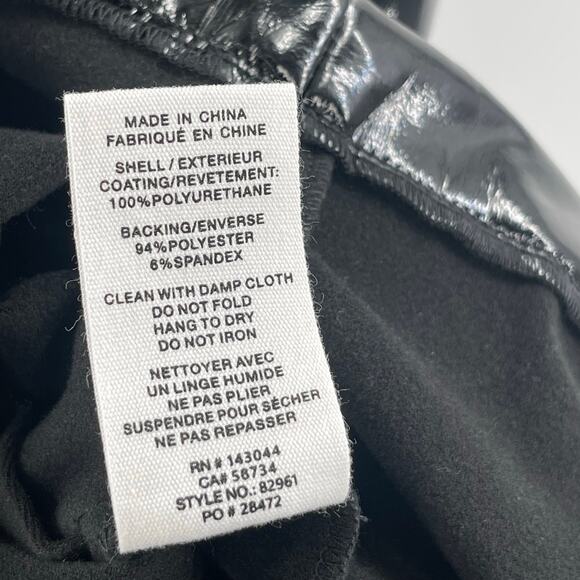 MADE IN CHINA
FABRIQUÉ EN CHINE
SHELL / EXTERIEUR
COATING/REVETEMENT:
100%POLYURETHANE
BACKING/ENVERSE
94%POLYESTER
6%SPANDEX
CLEAN WITH DAMP CLOTH
DO NOT FOLD
HANG TO DRY
DO NOT IRON
NETTOYER AVEC
UN LINGE HUMIDE
NE PAS PLIER
SUSPENDRE POUR SÉCHER
NE PAS REPASSER
RN # 143044
CA# 58734
STYLE NO.: 82961
PO # 28472